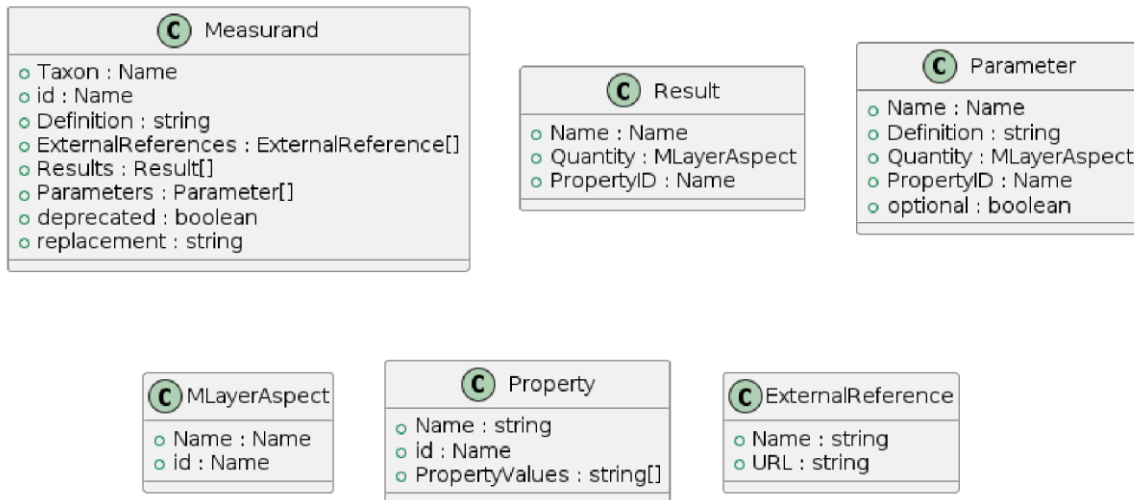 C Measurand
Taxon : Name
id : Name
Definition : string
ExternalReferences : ExternalReference[]
Results : Result[]
Parameters : Parameter[]
deprecated : boolean
replacement : string
C Result
Name : Name
Quantity : MLayerAspect
PropertyID : Name
C Parameter
Name : Name
Definition : string
Quantity : MLayerAspect
PropertyID : Name
optional : boolean
C MLayerAspect
Name : Name
id : Name
C Property
Name : string
id : Name
PropertyValues : string[]
C ExternalReference
Name : string
URL : string